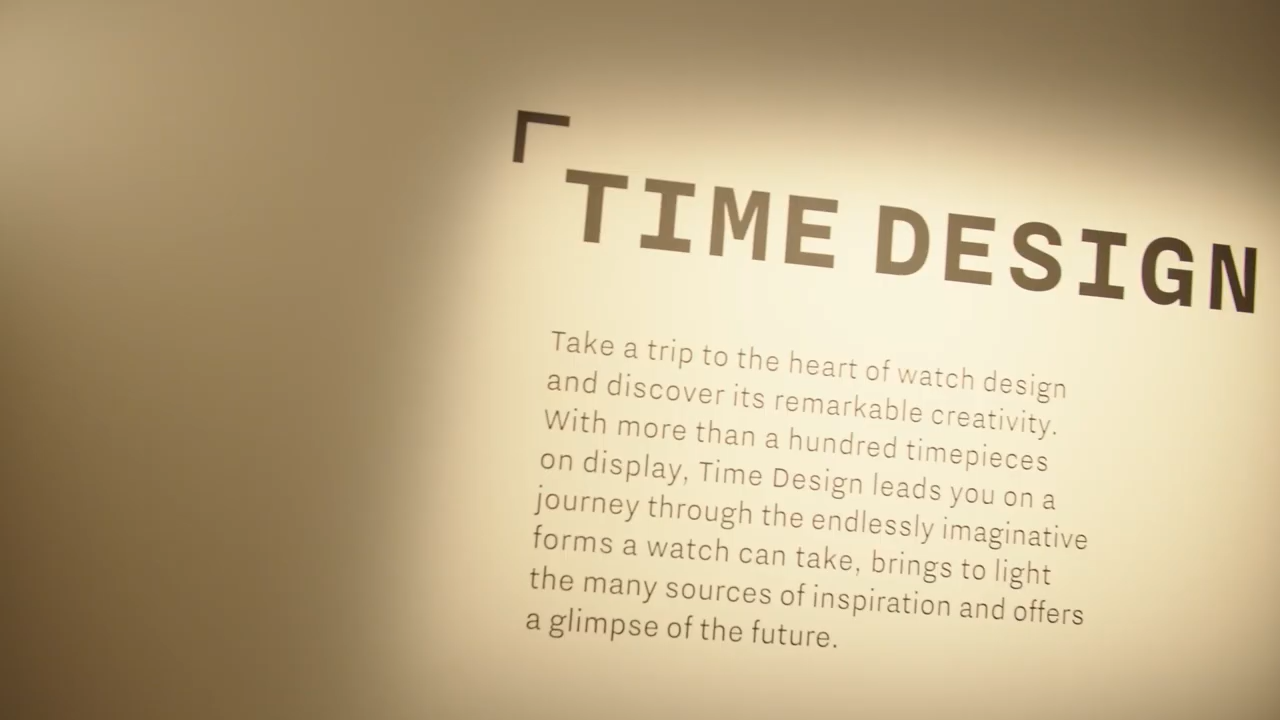 TIME DESIGN
Take a trip to the heart of watch design
and discover its remarkable creativity.
With more than a hundred timepieces
on display, Time Design leads you on a
journey through the endlessly imaginative
forms a watch can take, brings to light
the many sources of inspiration and offers
a glimpse of the future.